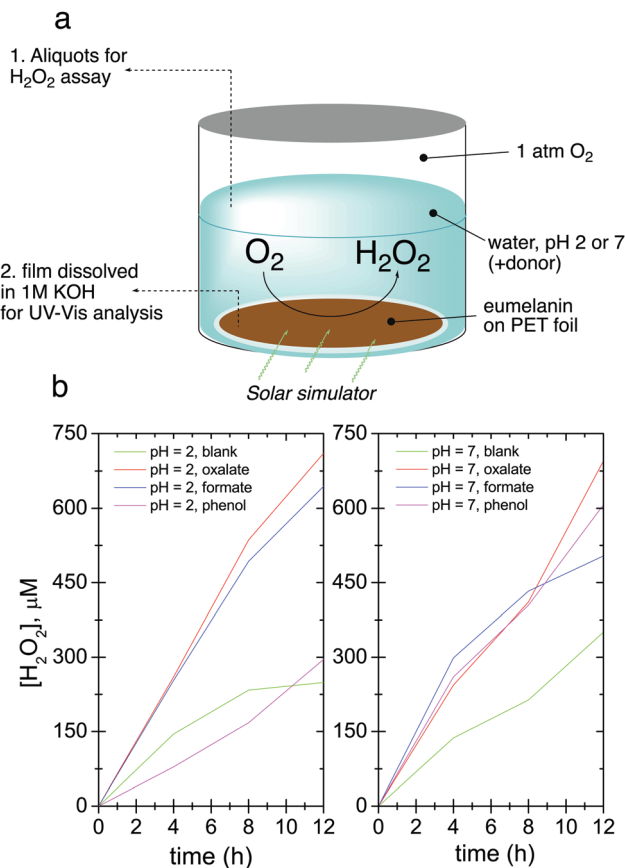 a
1. Aliquots for
H₂O₂ assay
1 atm O₂
water, pH 2 or 7
(+donor)
O₂
H₂O₂
2. film dissolved
in 1M KOH
for UV-Vis analysis
eumelanin
on PET foil
Solar simulator
b
[H₂O₂], μM
750
600
450
300
150
0
pH = 2, blank
pH = 2, oxalate
pH = 2, formate
pH = 2, phenol
0 2 4 6 8 10 12
time (h)
750
600
450
300
150
0
pH = 7, blank
pH = 7, oxalate
pH = 7, formate
pH = 7, phenol
0 2 4 6 8 10 12
time (h)